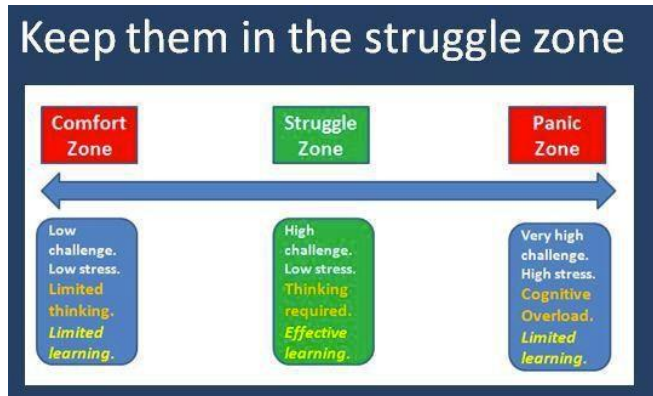 Keep them in the struggle zone
Comfort
Zone
Struggle
Zone
Panic
Zone
Low
challenge.
Low stress.
Limited
thinking.
Limited
learning.
High
challenge.
Low stress.
Thinking
required.
Effective
learning.
Very high
challenge.
High stress.
Cognitive
Overload.
Limited
learning.